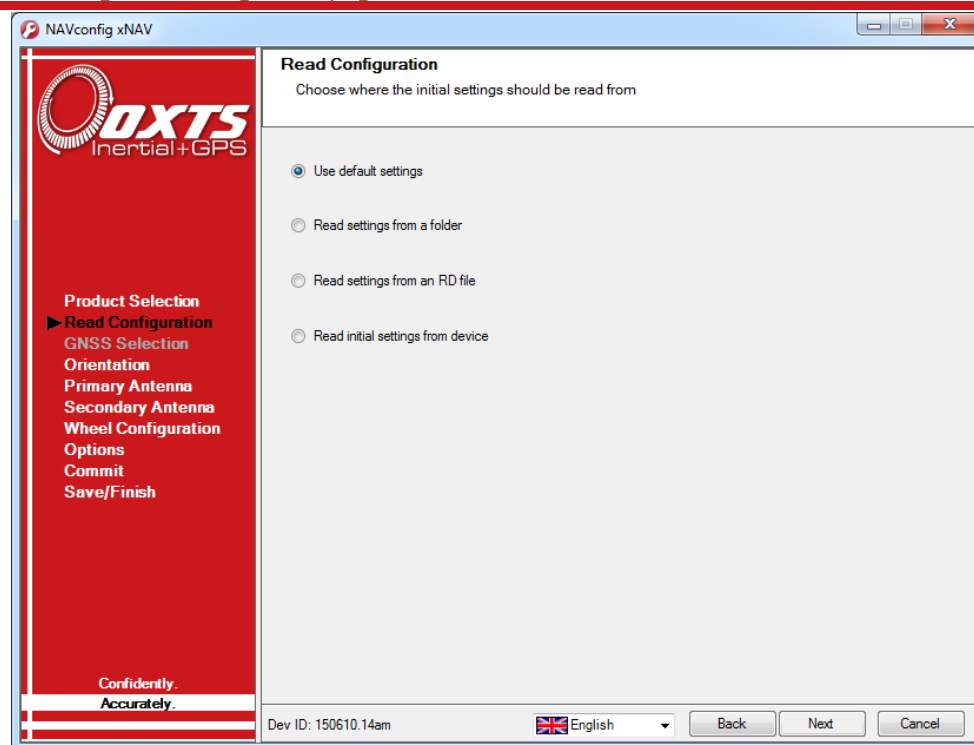 NAVconfig xNAV
OXTS
Inertial+GPS
Product Selection
Read Configuration
GNSS Selection
Orientation
Primary Antenna
Secondary Antenna
Wheel Configuration
Options
Commit
Save/Finish
Confidently.
Accurately.
Read Configuration
Choose where the initial settings should be read from
Use default settings
Read settings from a folder
Read settings from an RD file
Read initial settings from device
Dev ID: 150610.14am
English
Back
Next
Cancel